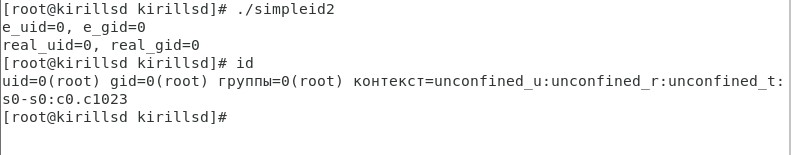 [root@kirillsd kirillsd]# ./simpleid2
e_uid=0, e_gid=0
real_uid=0, real_gid=0
[root@kirillsd kirillsd]# id
uid=0(root) gid=0(root) группы=0(root) контекст=unconfined_u:unconfined_r:unconfined_t:
s0-s0:c0.c1023
[root@kirillsd kirillsd]#